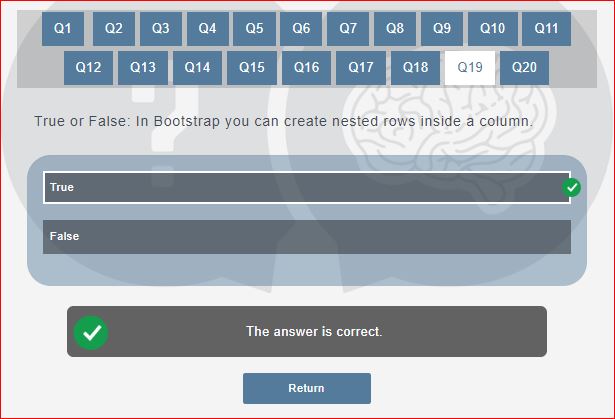 Q1 Q2 Q3 Q4 Q5 Q6 Q7 Q8 Q9 Q10 Q11
Q12 Q13 Q14 Q15 Q16 Q17 Q18 Q19 Q20
True or False: In Bootstrap you can create nested rows inside a column.
True
False
The answer is correct.
Return